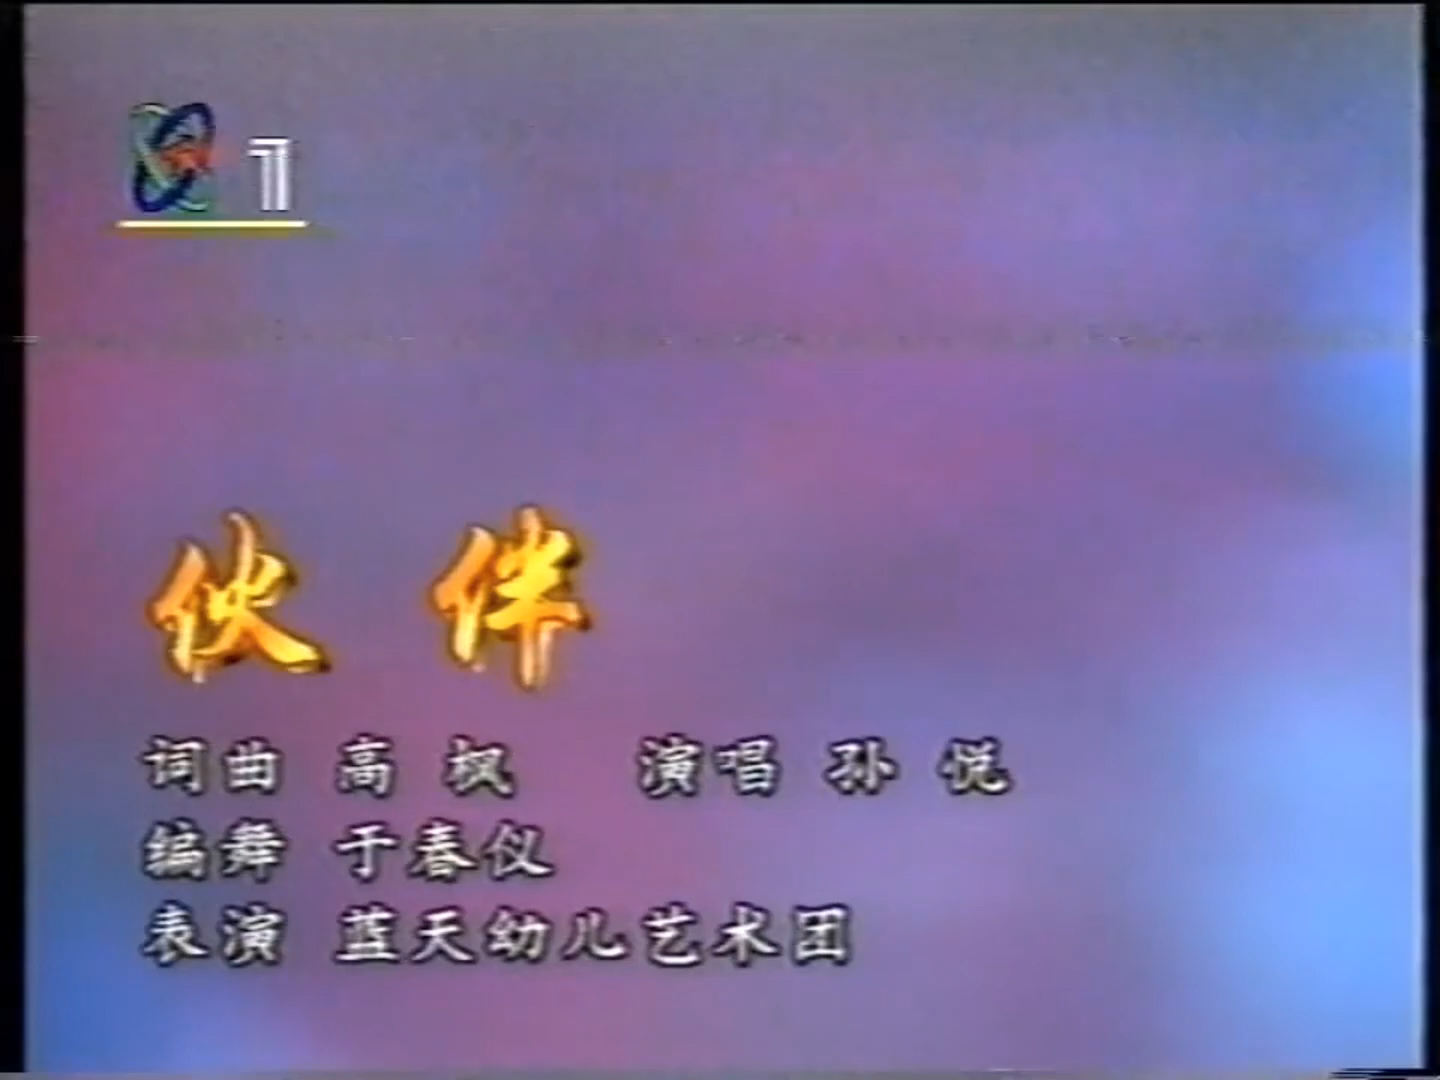 1
伙 伴
词曲 高 枫 演唱 孙 悦
编舞 于春仪
表演 蓝天幼儿艺术团